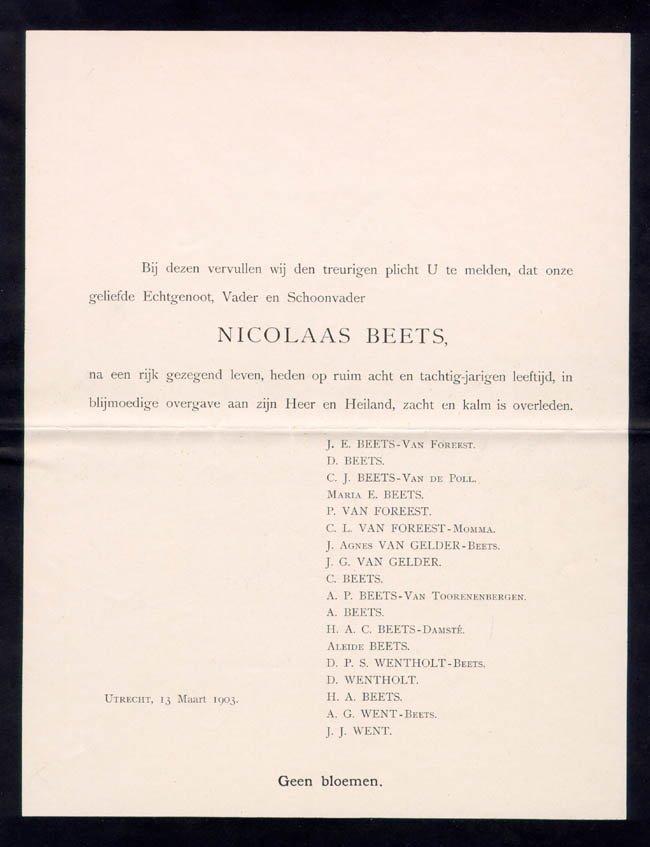 Bij dezen vervullen wij den treurigen plicht U te melden, dat onze
geliefde Echtgenoot, Vader en Schoonvader
NICOLAAS BEETS,
na een rijk gezegend leven, heden op ruim acht en tachtig-jarigen leeftijd, in
blijmoedige overgave aan zijn Heer en Heiland, zacht en kalm is overleden.
J. E. BEETS-VAN FOREEST.
D. BEETS.
C. J. BEETS-VAN DE POLL.
MARIA E. BEETS.
P. VAN FOREEST.
C. L. VAN FOREEST-MOMMA.
J. AGNES VAN GELDER-BEETS.
J. G. VAN GELDER.
C. BEETS.
A. P. BEETS-VAN TOORENENBERGEN.
A. BEETS.
H. A. C. BEETS-DAMSTÉ.
ALEIDE BEETS.
D. P. S. WENTHOLT-BEETS.
D. WENTHOLT.
H. A. BEETS.
A. G. WENT-BEETS.
J. J. WENT.
UTRECHT, 13 Maart 1903.
Geen bloemen.